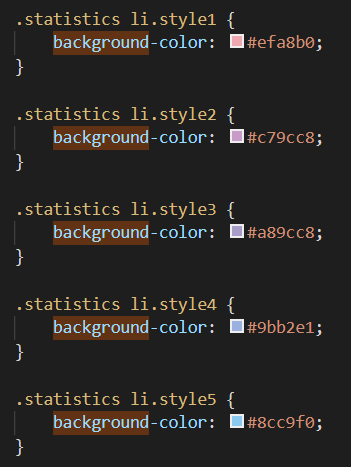 .statistics li.style1 {
background-color: #efa8b0;
}
.statistics li.style2 {
background-color: #c79cc8;
}
.statistics li.style3 {
background-color: #a89cc8;
}
.statistics li.style4 {
background-color: #9bb2e1;
}
.statistics li.style5 {
background-color: #8cc9f0;
}